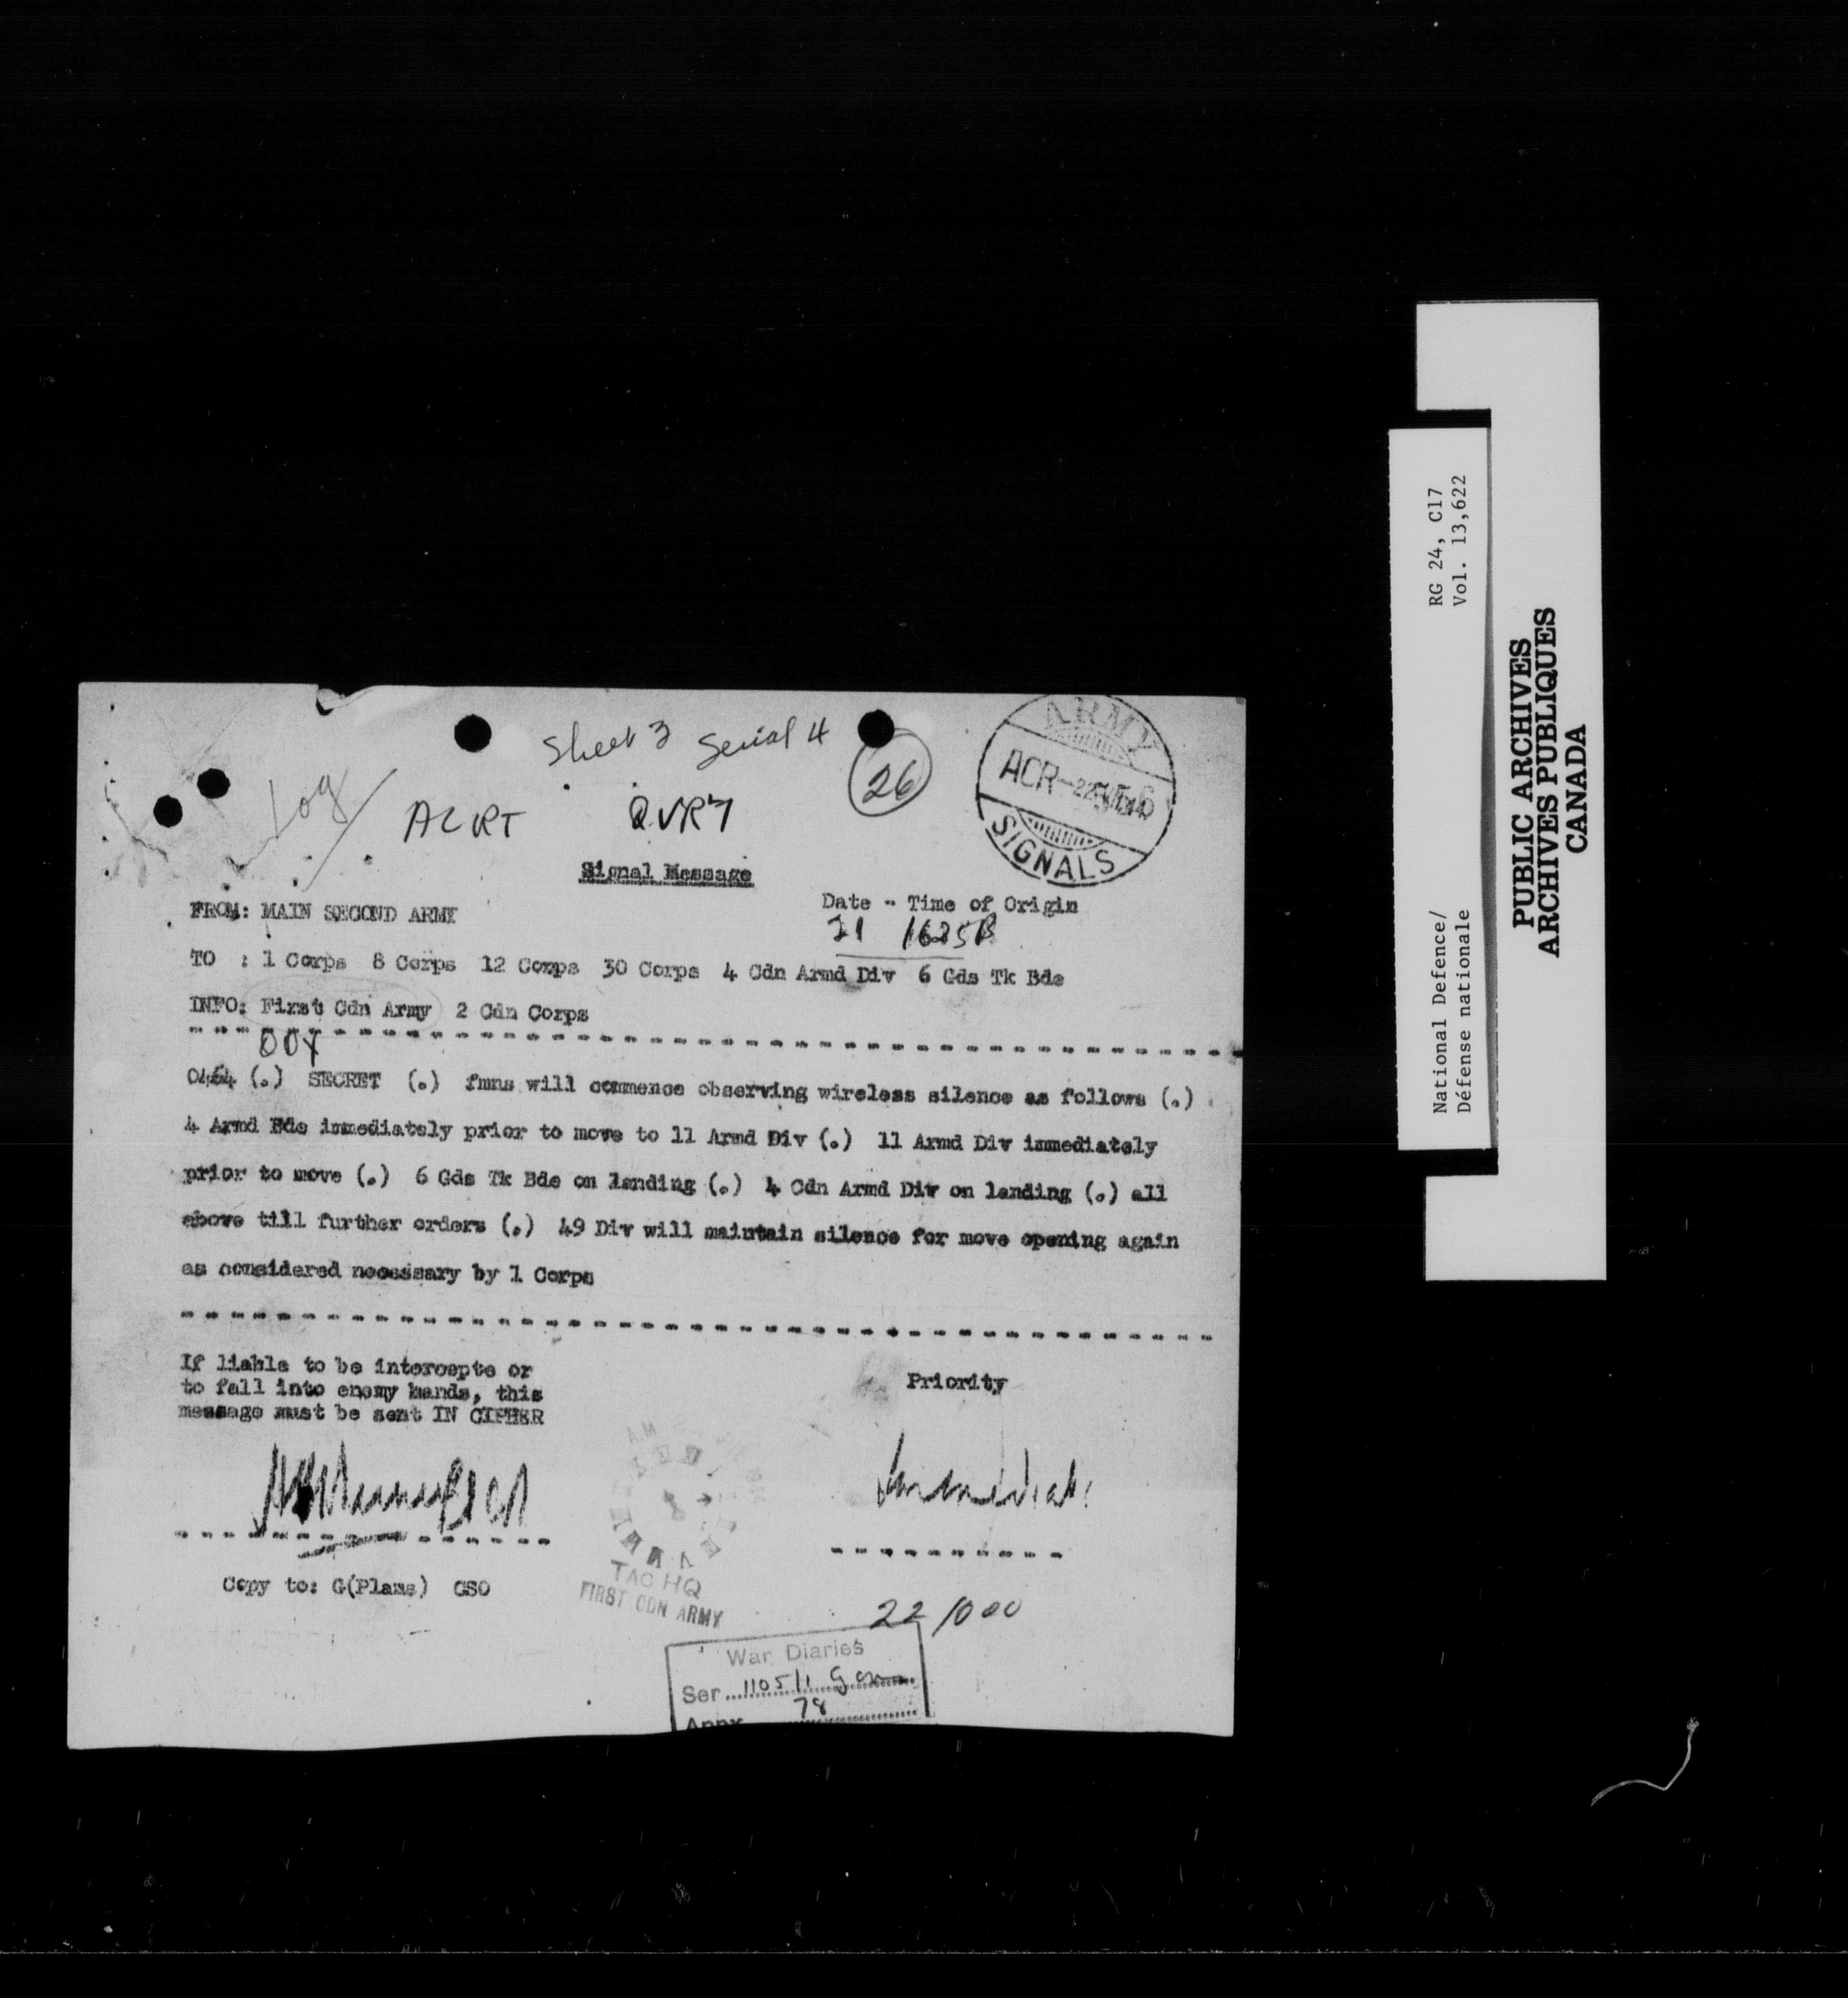 Sheet 3 Serial 4
26
Log
ACRT QVR4
ARMY
ACR
SIGNALS
Signal Message
FROM: MAIN SECOND ARMY
Date - Time of Origin
21 1625B
TO : 1 Corps 8 Corps 12 Corps 30 Corps 4 Cdn Armd Div 6 Gds Tk Bde
INFO: First Cdn Army 2 Cdn Corps
(.) SECRET (.) fmns will commence observing wireless silence as follows (.)
4 Armd Bde immediately prior to move to 11 Armd Div (.) 11 Armd Div immediately
prior to move (.) 6 Gds Tk Bde on landing (.) 4 Cdn Armd Div on landing (.) all
above till further orders (.) 49 Div will maintain silence for move opening again
as considered necessary by 1 Corps
If liable to be intercepte or
to fall into enemy hands, this
message must be sent IN CIPHER
Priority
Immediate
Copy to: G(Plans) GSO
TAC HQ
FIRST CDN ARMY
22 1000
War Diaries
Ser 110511
Appx 78
National Defence/ RG 24, C17
Défense nationale Vol. 13,622
PUBLIC ARCHIVES
ARCHIVES PUBLIQUES
CANADA